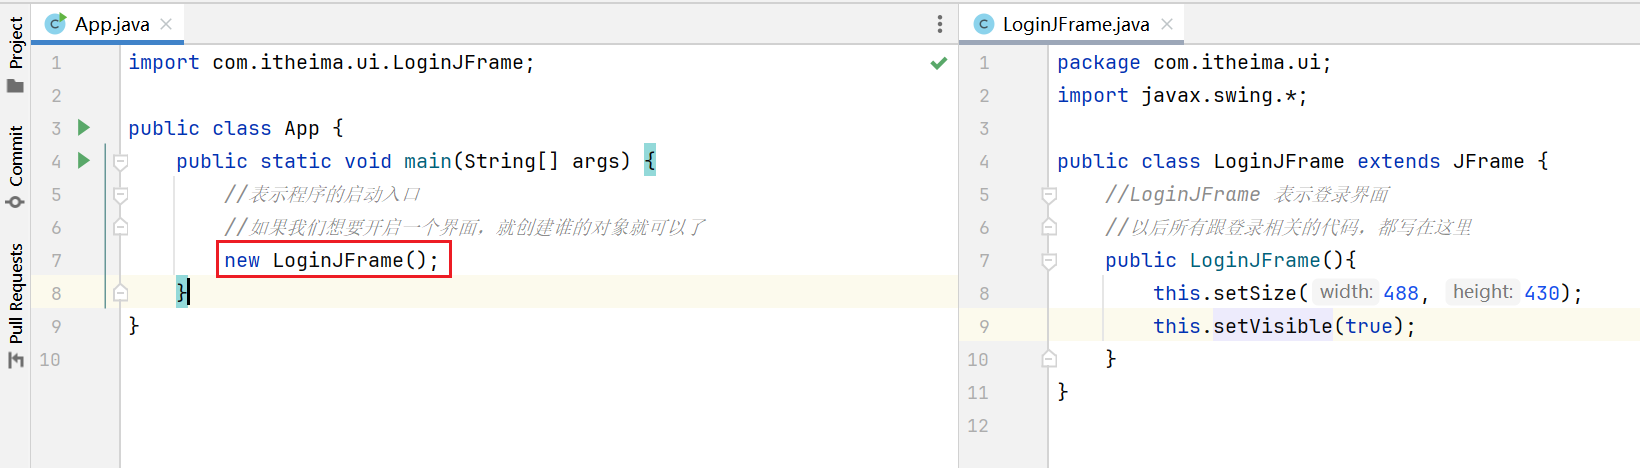 Project
Commit
Pull Requests
App.java
1 import com.itheima.ui.LoginJFrame;
2
3 public class App {
4 public static void main(String[] args) {
5 //表示程序的启动入口
6 //如果我们想要开启一个界面，就创建谁的对象就可以了
7 new LoginJFrame();
8 }
9 }
10
LoginJFrame.java
1 package com.itheima.ui;
2 import javax.swing.*;
3
4 public class LoginJFrame extends JFrame {
5 //LoginJFrame 表示登录界面
6 //以后所有跟登录相关的代码，都写在这里
7 public LoginJFrame(){
8 this.setSize( width: 488, height: 430);
9 this.setVisible(true);
10 }
11 }
12